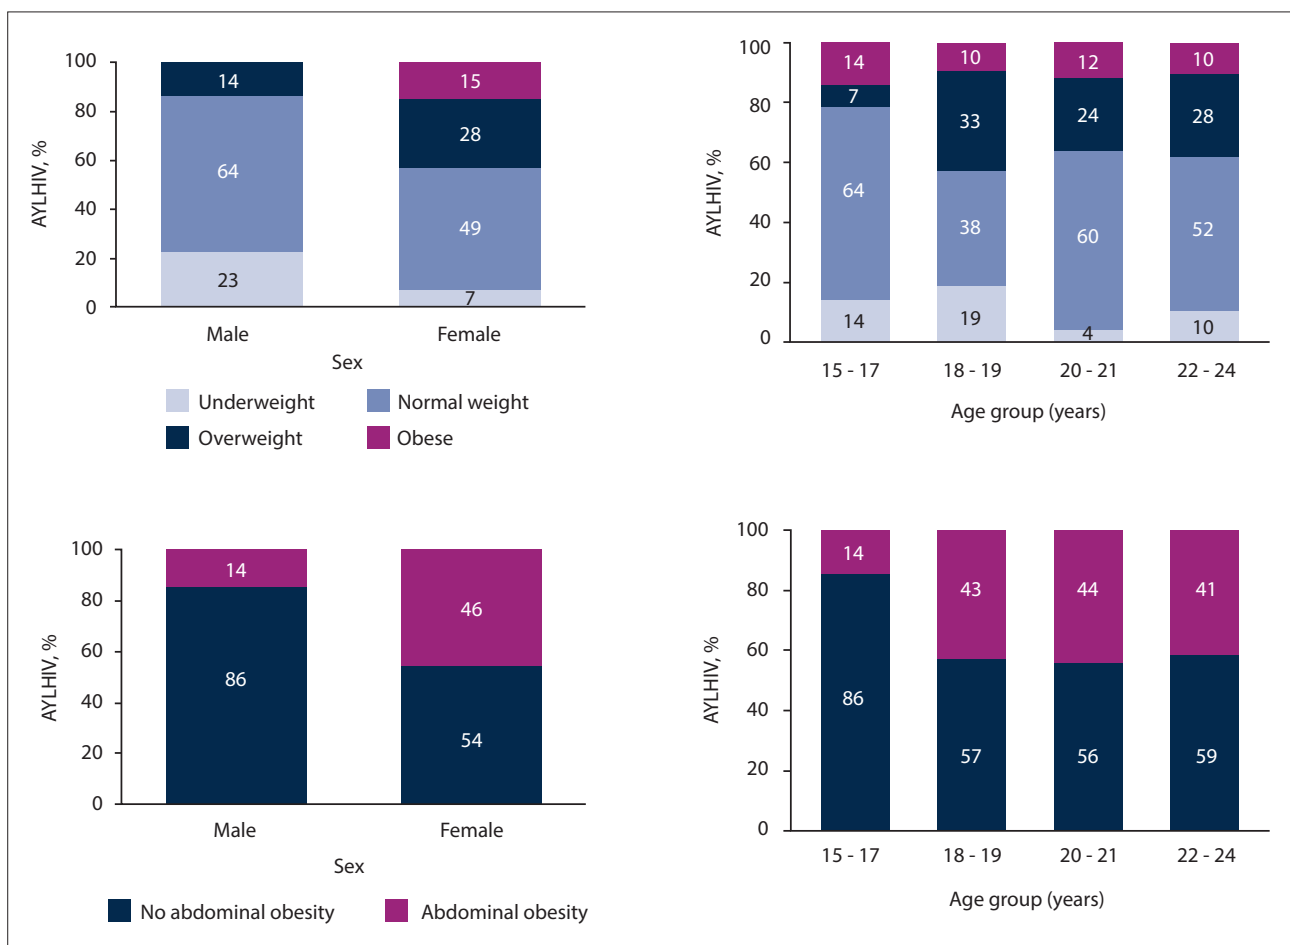 100
80
60
40
20
0
AYLHIV, %
14
64
23
15
28
49
7
Male
Female
Sex
Underweight
Normal weight
Overweight
Obese
100
80
60
40
20
0
AYLHIV, %
14
7
64
14
10
33
38
19
12
24
60
4
10
28
52
10
15 - 17
18 - 19
20 - 21
22 - 24
Age group (years)
100
80
60
40
20
0
AYLHIV, %
14
86
46
54
Male
Female
Sex
No abdominal obesity
Abdominal obesity
100
80
60
40
20
0
AYLHIV, %
14
86
43
57
44
56
41
59
15 - 17
18 - 19
20 - 21
22 - 24
Age group (years)